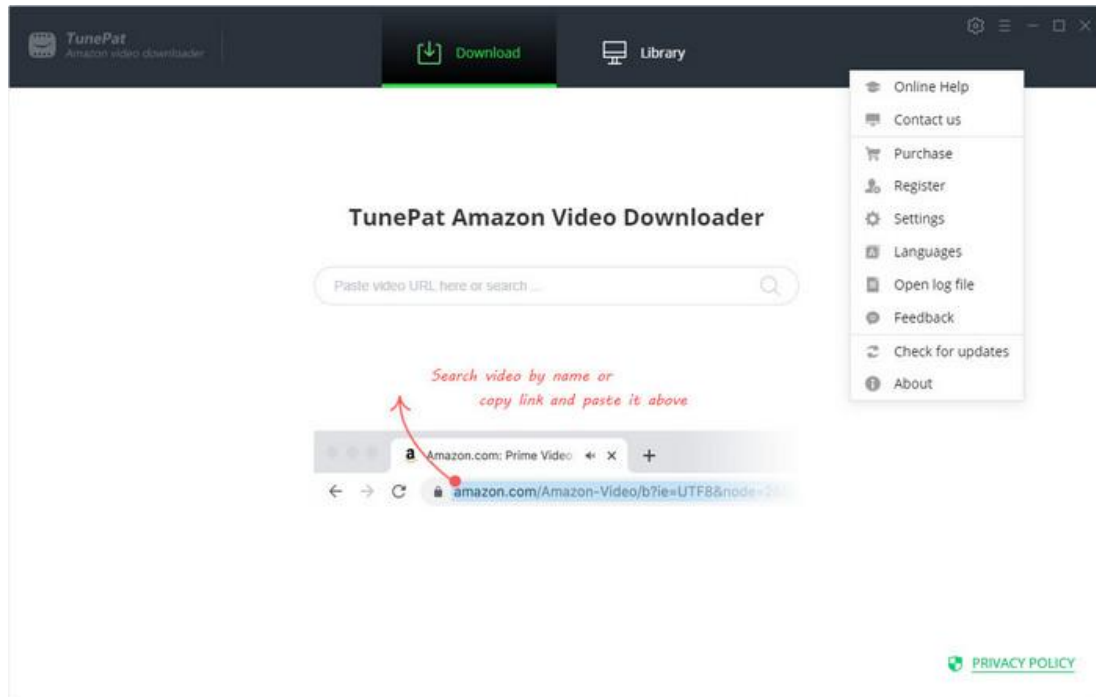 TunePat
Amazon video downloader
Download
Library
Online Help
Contact us
Purchase
Register
Settings
Languages
Open log file
Feedback
Check for updates
About
TunePat Amazon Video Downloader
Paste video URL here or search ...
Search video by name or
copy link and paste it above
a Amazon.com: Prime Video
amazon.com/Amazon-Video/b?ie=UTF8&node=2
PRIVACY POLICY